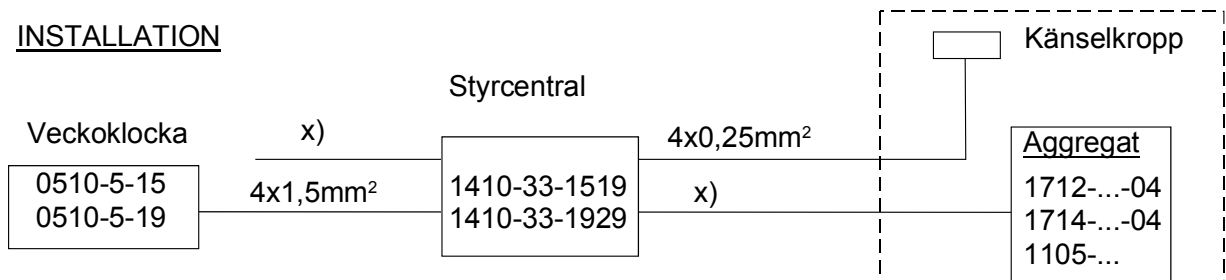 INSTALLATION
Känselkropp
Styrcentral
Veckoklocka
x)
4x0,25mm²
Aggregat
0510-5-15
0510-5-19
4x1,5mm²
1410-33-1519
1410-33-1929
x)
1712-...-04
1714-...-04
1105-...